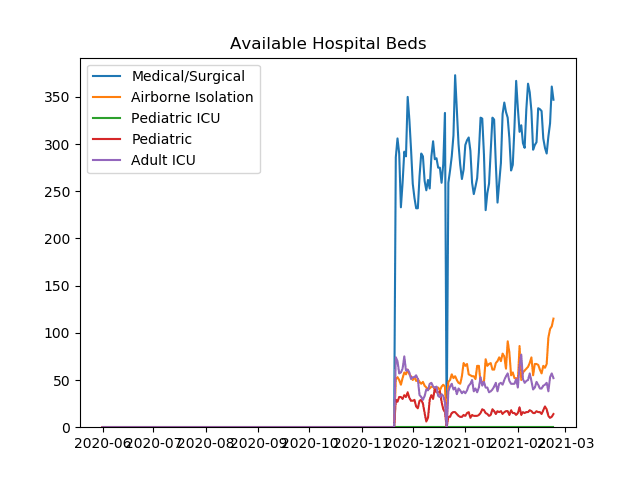 Available Hospital Beds
Medical/Surgical
Airborne Isolation
Pediatric ICU
Pediatric
Adult ICU
350
300
250
200
150
100
50
0
2020-06 2020-07 2020-08 2020-09 2020-10 2020-11 2020-12 2021-01 2021-02 2021-03